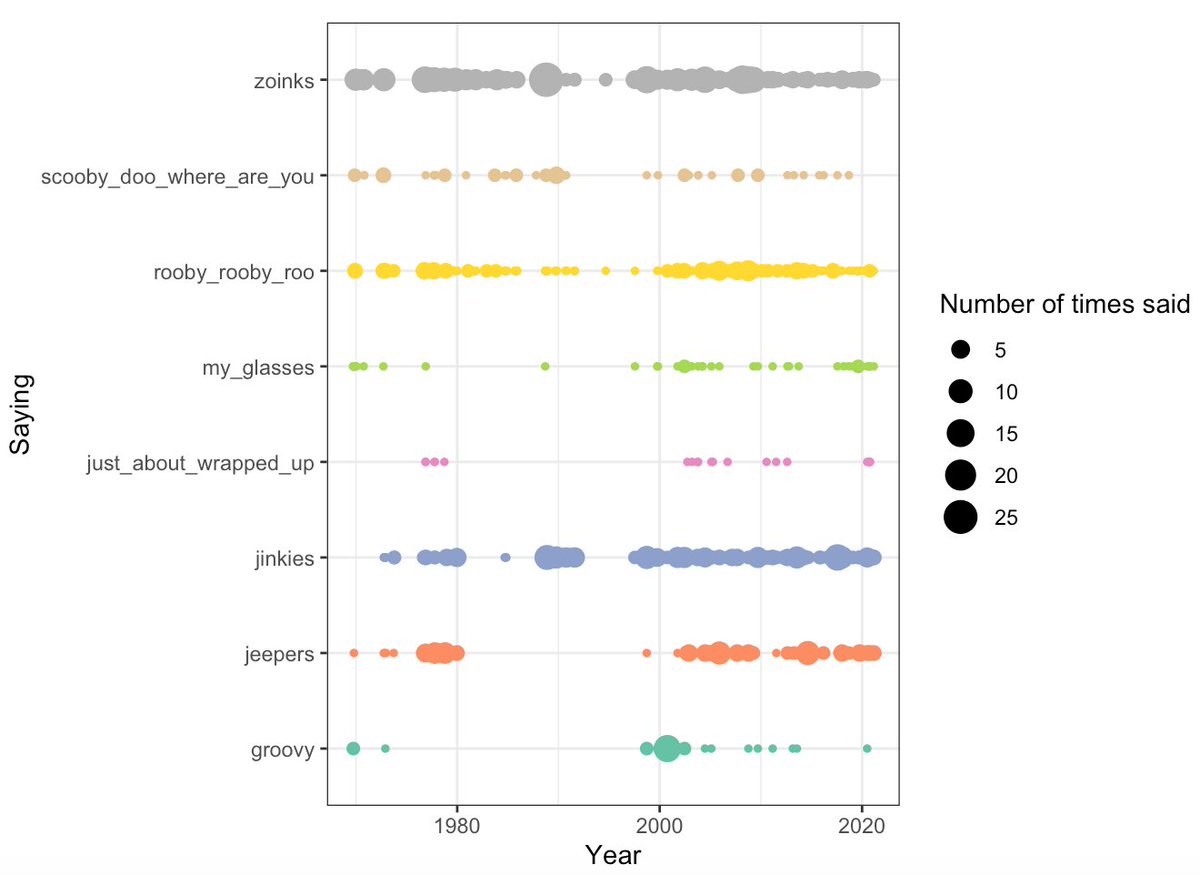 zoinks
scooby_doo_where_are_you
rooby_rooby_roo
my_glasses
just_about_wrapped_up
jinkies
jeepers
groovy
Saying
1980
2000
2020
Year
Number of times said
5
10
15
20
25